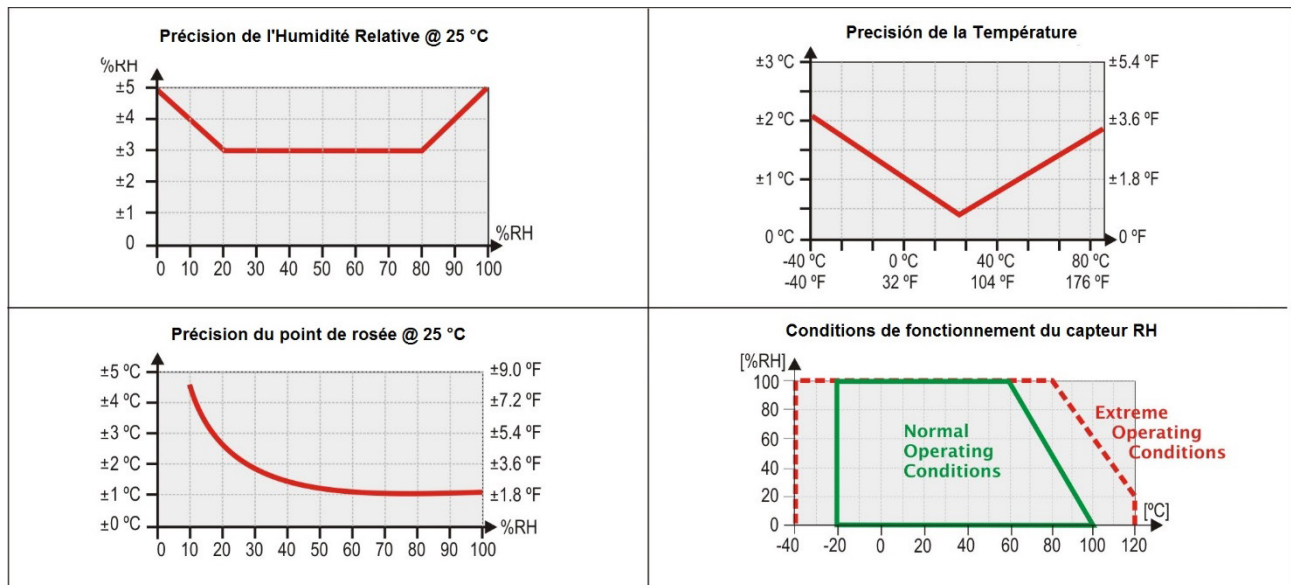 Précision de l'Humidité Relative @ 25 °C
%RH
±5
±4
±3
±2
±1
0
%RH
0 10 20 30 40 50 60 70 80 90 100
Precisión de la Température
±3 ºC
±2 ºC
±1 ºC
0 ºC
±5.4 ºF
±3.6 ºF
±1.8 ºF
0 ºF
-40 ºC 0 ºC 40 ºC 80 ºC
-40 ºF 32 ºF 104 ºF 176 ºF
Précision du point de rosée @ 25 °C
±5 ºC
±4 ºC
±3 ºC
±2 ºC
±1 ºC
±0 ºC
±9.0 ºF
±7.2 ºF
±5.4 ºF
±3.6 ºF
±1.8 ºF
%RH
0 10 20 30 40 50 60 70 80 90 100
Conditions de fonctionnement du capteur RH
[%RH]
100
80
60
40
20
0
Normal
Operating
Conditions
Extreme
Operating
Conditions
[ºC]
-40 -20 0 20 40 60 80 100 120